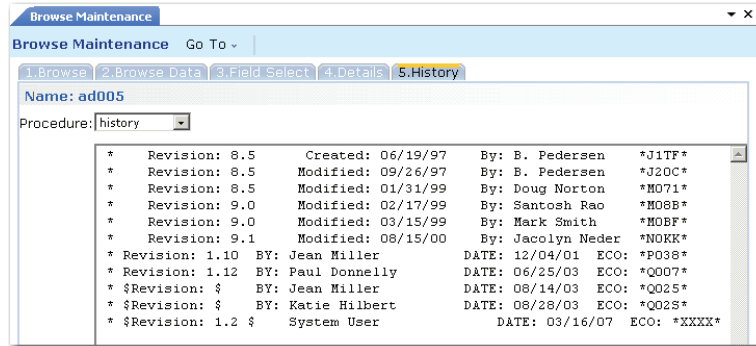 Browse Maintenance
Browse Maintenance Go To
1.Browse 2.Browse Data 3.Field Select 4.Details 5.History
Name: ad005
Procedure: history
* Revision: 8.5 Created: 06/19/97 By: B. Pedersen *J1TF*
* Revision: 8.5 Modified: 09/26/97 By: B. Pedersen *J20C*
* Revision: 8.5 Modified: 01/31/99 By: Doug Norton *M071*
* Revision: 9.0 Modified: 02/17/99 By: Santosh Rao *M08B*
* Revision: 9.0 Modified: 03/15/99 By: Mark Smith *M0BF*
* Revision: 9.1 Modified: 08/15/00 By: Jacolyn Neder *N0KK*
* Revision: 1.10 BY: Jean Miller DATE: 12/04/01 ECO: *P038*
* Revision: 1.12 BY: Paul Donnelly DATE: 06/25/03 ECO: *Q007*
* $Revision: $ BY: Jean Miller DATE: 08/14/03 ECO: *Q025*
* $Revision: $ BY: Katie Hilbert DATE: 08/28/03 ECO: *Q02S*
* $Revision: 1.2 $ System User DATE: 03/16/07 ECO: *XXXX*